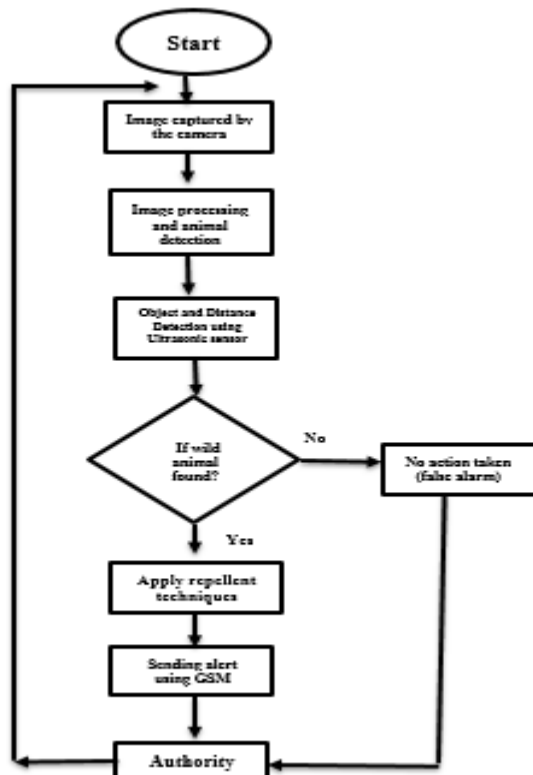 Start
Image captured by
the camera
Image processing
and animal
detection
Object and Distance
Detection using
Ultrasonic sensor
If wild
animal
found?
No
No action taken
(false alarm)
Yes
Apply repellent
techniques
Sending alert
using GSM
Authority